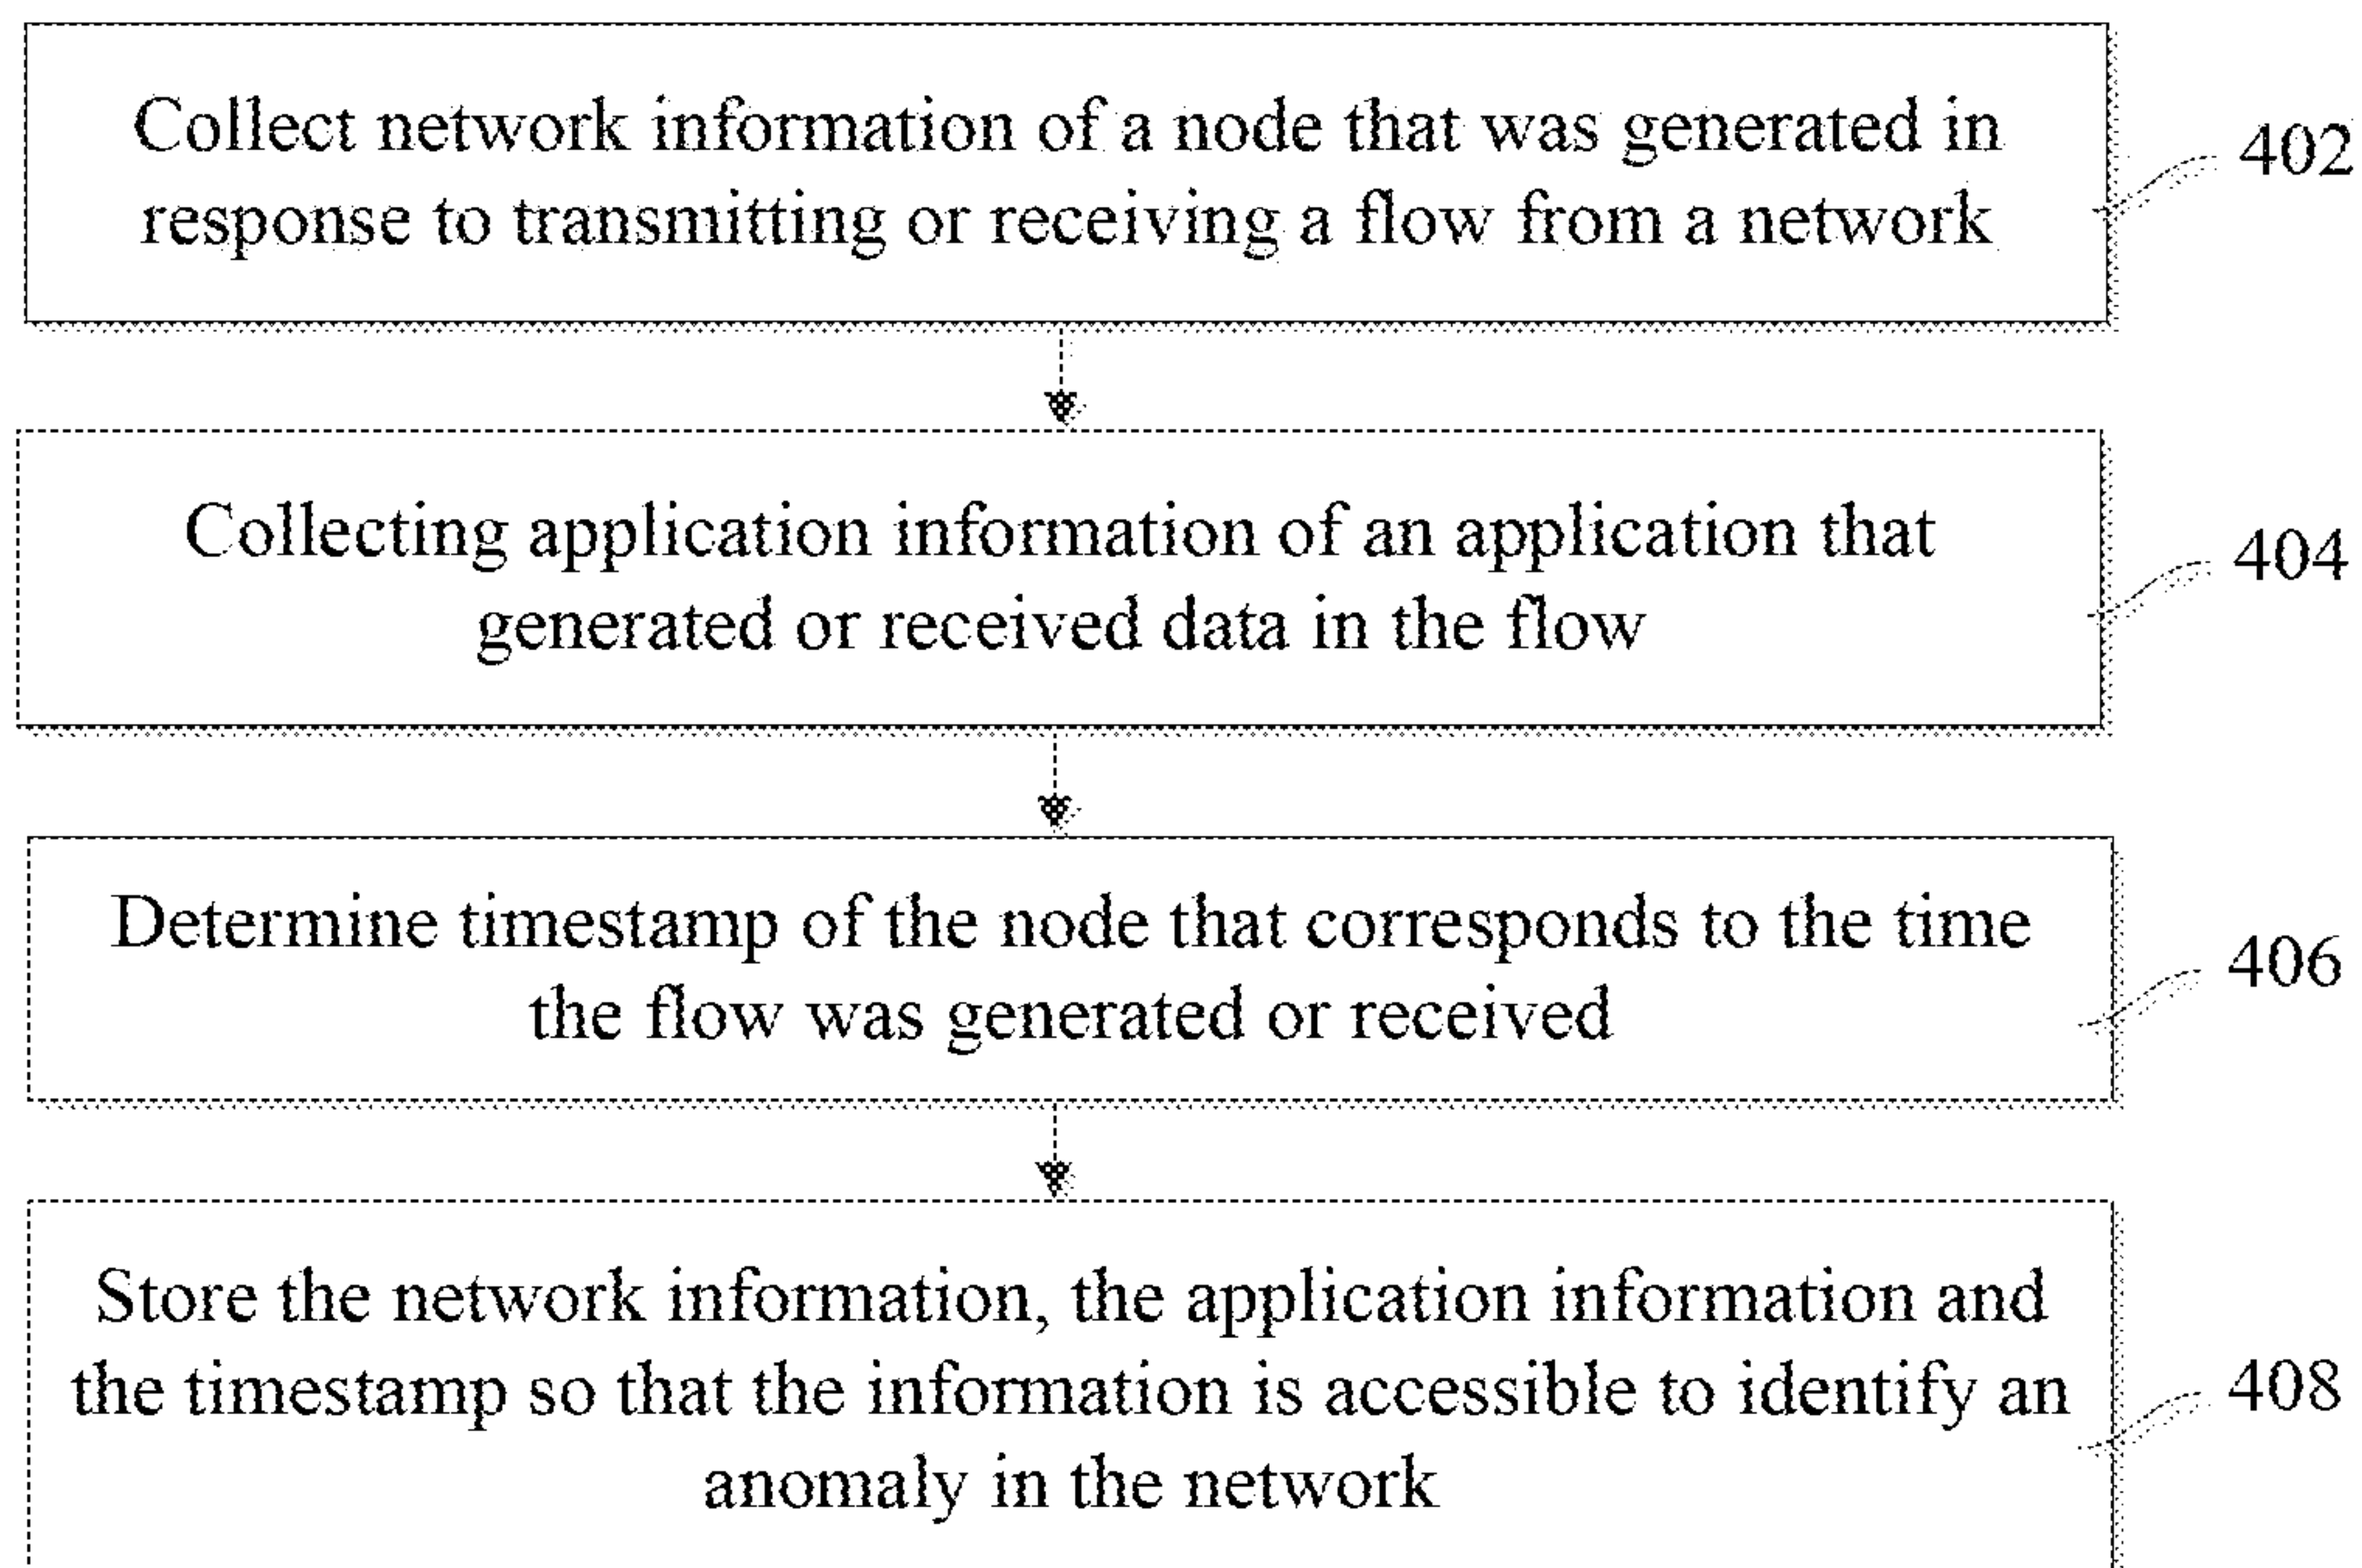 Collect network information of a node that was generated in
response to transmitting or receiving a flow from a network
402
Collecting application information of an application that
generated or received data in the flow
404
Determine timestamp of the node that corresponds to the time
the flow was generated or received
406
Store the network information, the application information and
the timestamp so that the information is accessible to identify an
anomaly in the network
408